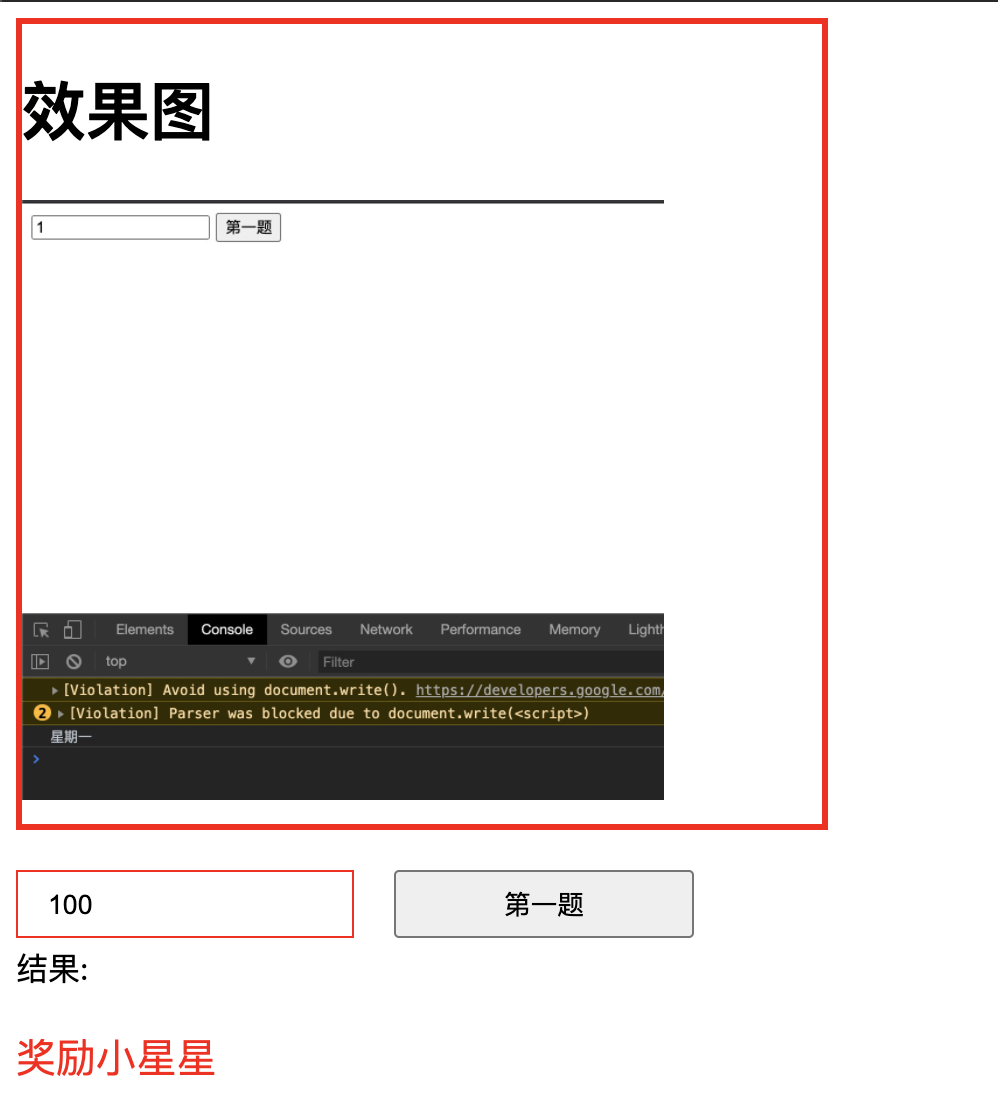 效果图
1 第一题
Elements Console Sources Network Performance Memory Ligh
top Filter
[Violation] Avoid using document.write(). https://developers.google.com/
2 [Violation] Parser was blocked due to document.write(<script>)
星期一
100 第一题
结果:
奖励小星星